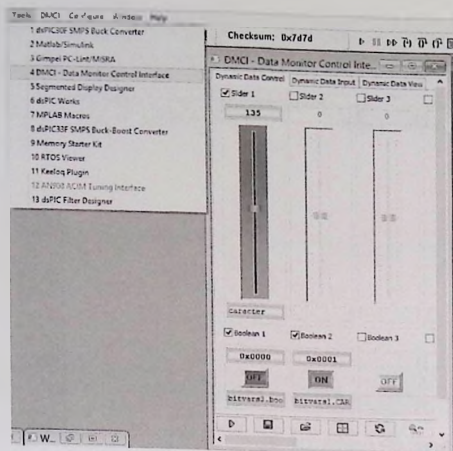 Tools DMCI Configure Window Help
1 dsPIC30F SMPS Buck Converter
2 Matlab/Simulink
3 Gimpel PC-Lint/MISRA
4 DMCI - Data Monitor Control Interface
5 Segmented Display Designer
6 dsPIC Works
7 MPLAB Macros
8 dsPIC33F SMPS Buck-Boost Converter
9 Memory Starter Kit
10 RTOS Viewer
11 Keeloq Plugin
12 AN908 ACIM Tuning Interface
13 dsPIC Filter Designer
Checksum: 0x7d7d
DMCI - Data Monitor Control Inte...
Dynamic Data Control Dynamic Data Input Dynamic Data View
Slider 1 Slider 2 Slider 3
135 0 0
caracter
Boolean 1 Boolean 2 Boolean 3
0x0000 0x0001
OFF ON OFF
bitvars1.boo bitvars1.CAR
W...